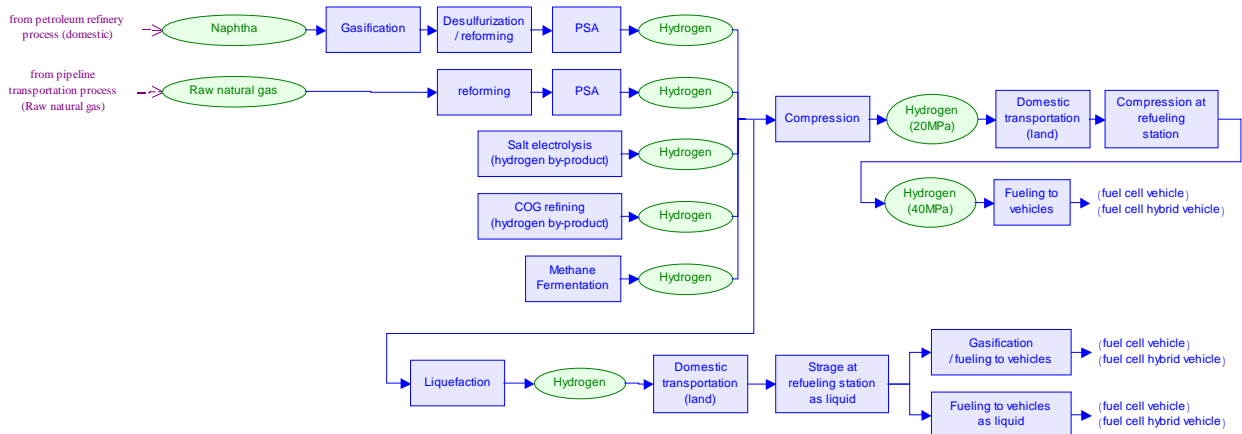 from petroleum refinery
process (domestic)
Naphtha
Gasification
Desulfurization
/ reforming
PSA
Hydrogen
from pipeline
transportation process
(Raw natural gas)
Raw natural gas
reforming
PSA
Hydrogen
Salt electrolysis
(hydrogen by-product)
Hydrogen
COG refining
(hydrogen by-product)
Hydrogen
Methane
Fermentation
Hydrogen
Compression
Hydrogen
(20MPa)
Domestic
transportation
(land)
Compression at
refueling
station
Hydrogen
(40MPa)
Fueling to
vehicles
(fuel cell vehicle)
(fuel cell hybrid vehicle)
Liquefaction
Hydrogen
Domestic
transportation
(land)
Strage at
refueling station
as liquid
Gasification
/ fueling to vehicles
(fuel cell vehicle)
(fuel cell hybrid vehicle)
Fueling to vehicles
as liquid
(fuel cell vehicle)
(fuel cell hybrid vehicle)